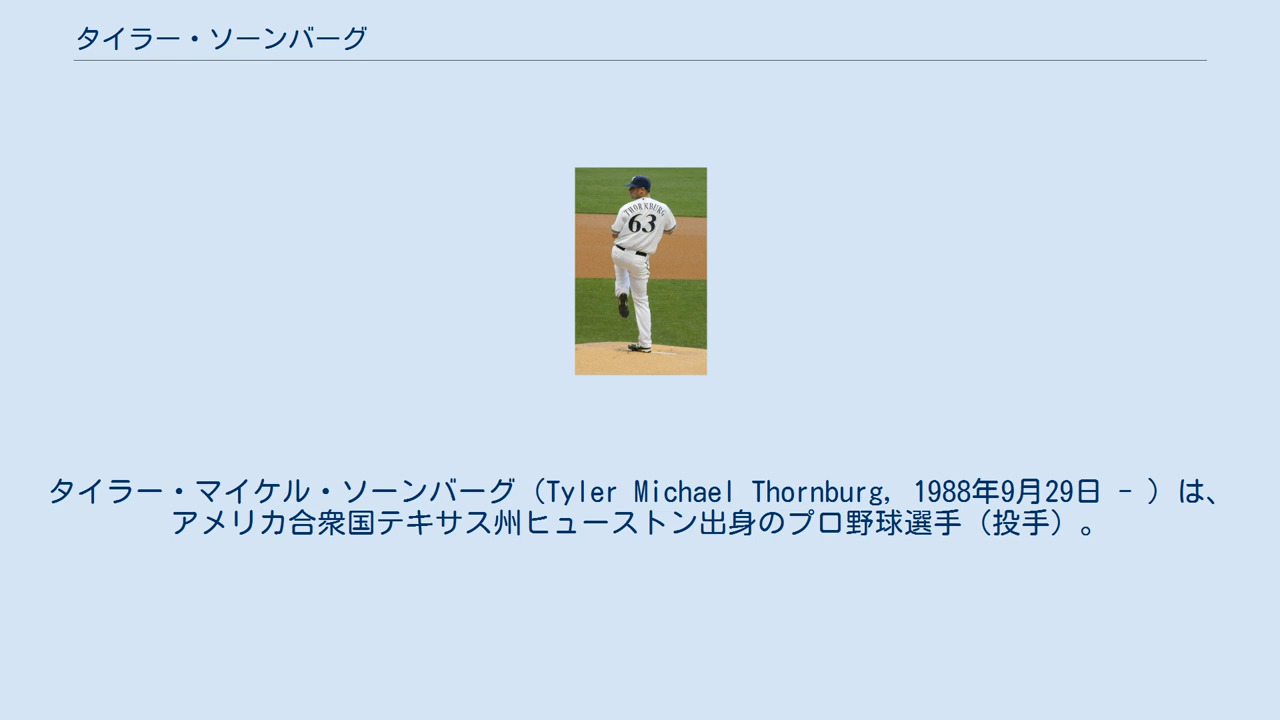 タイラー・ソーンバーグ
THORNBURG
63
タイラー・マイケル・ソーンバーグ（Tyler Michael Thornburg, 1988年9月29日 - ）は、
アメリカ合衆国テキサス州ヒューストン出身のプロ野球選手（投手）。